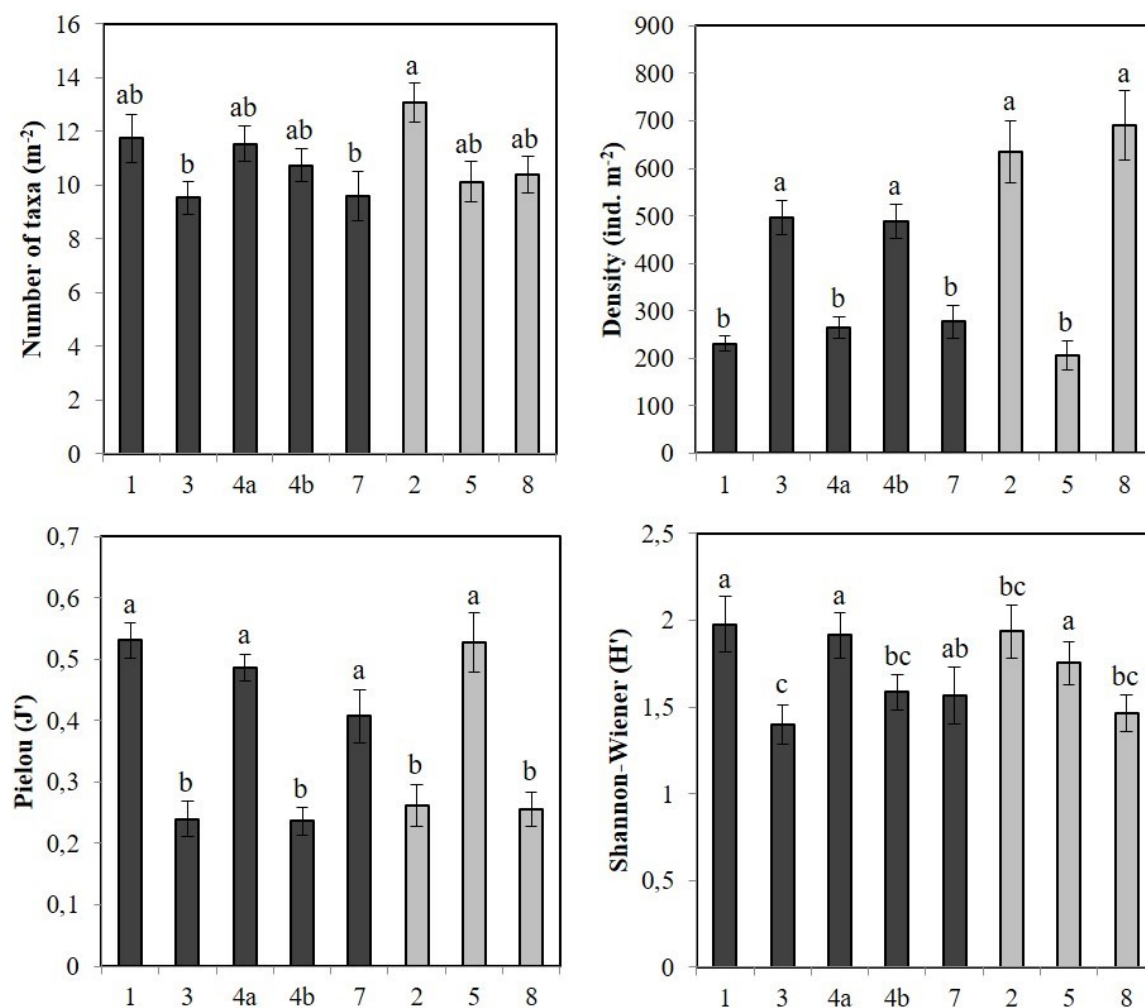 Number of taxa (m-2)
16
14
12
10
8
6
4
2
0
ab
b
ab
ab
b
a
ab
ab
1 3 4a 4b 7 2 5 8
Density (ind. m-2)
900
800
700
600
500
400
300
200
100
0
b
a
b
a
b
a
b
a
1 3 4a 4b 7 2 5 8
Pielou (J')
0,7
0,6
0,5
0,4
0,3
0,2
0,1
0
a
b
a
b
a
b
a
b
1 3 4a 4b 7 2 5 8
Shannon-Wiener (H')
2,5
2
1,5
1
0,5
0
a
c
a
bc
ab
bc
a
bc
1 3 4a 4b 7 2 5 8